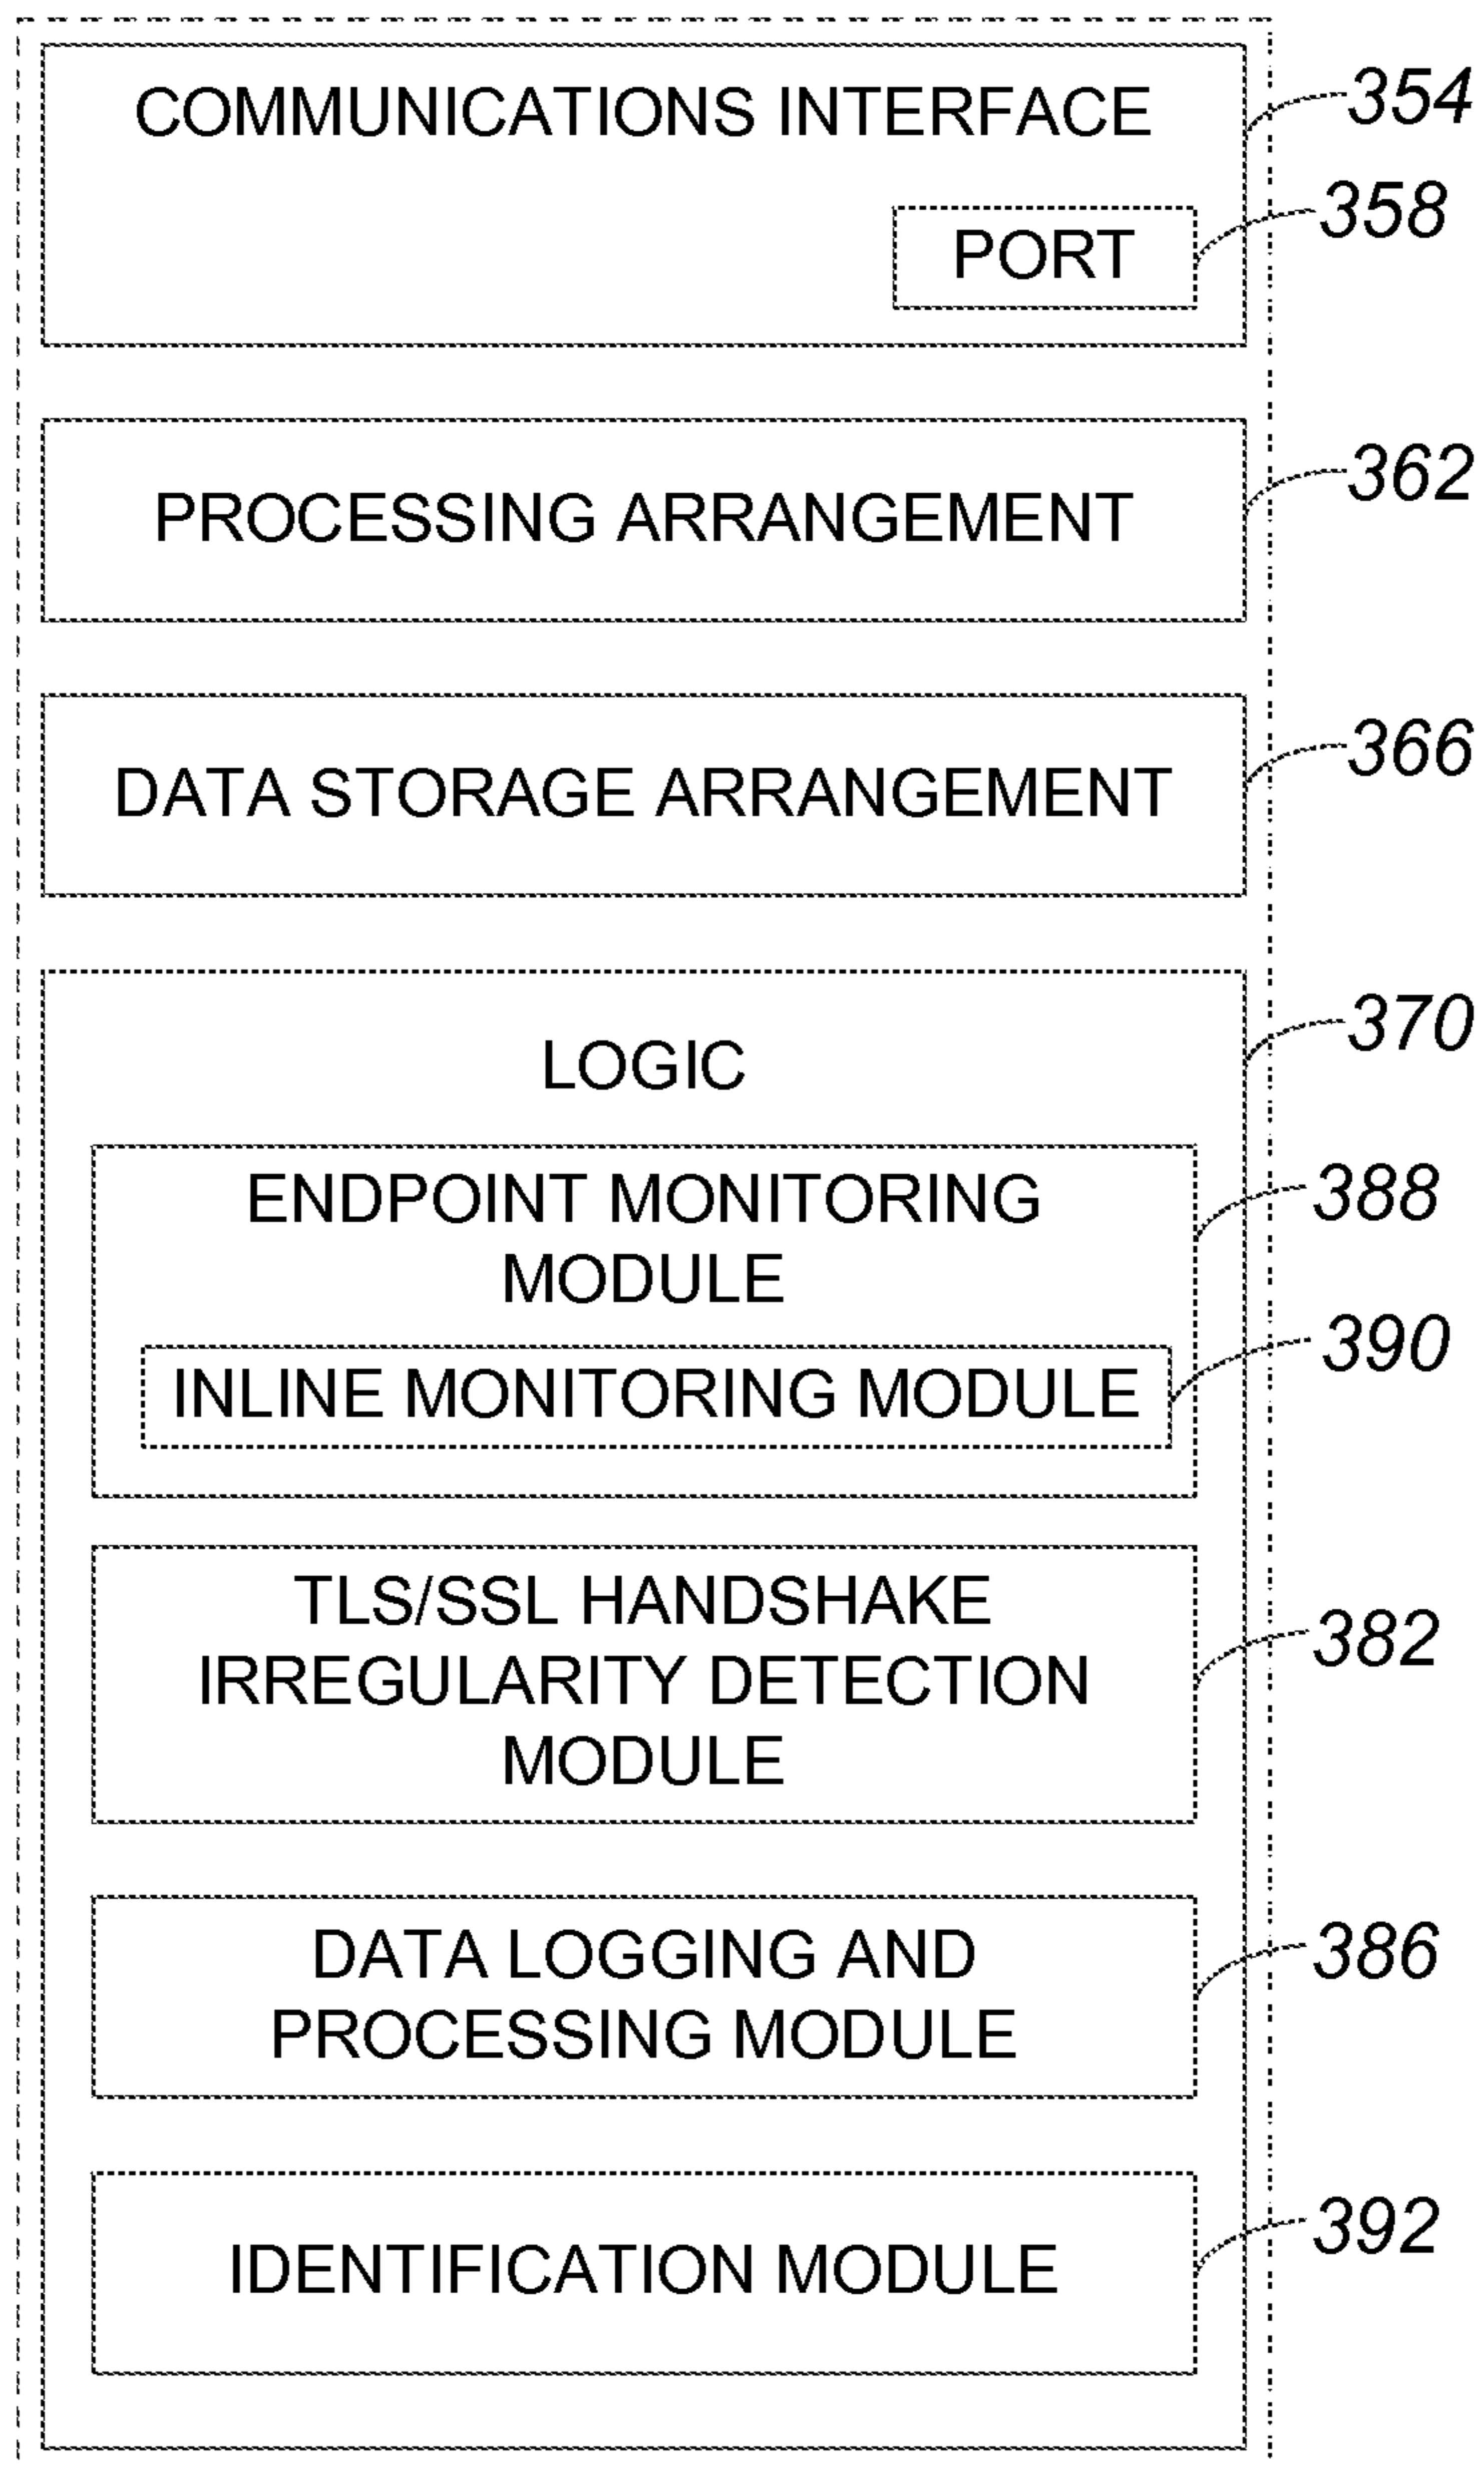 COMMUNICATIONS INTERFACE
354
PORT
358
PROCESSING ARRANGEMENT
362
DATA STORAGE ARRANGEMENT
366
LOGIC
370
ENDPOINT MONITORING
MODULE
388
INLINE MONITORING MODULE
390
TLS/SSL HANDSHAKE
IRREGULARITY DETECTION
MODULE
382
DATA LOGGING AND
PROCESSING MODULE
386
IDENTIFICATION MODULE
392